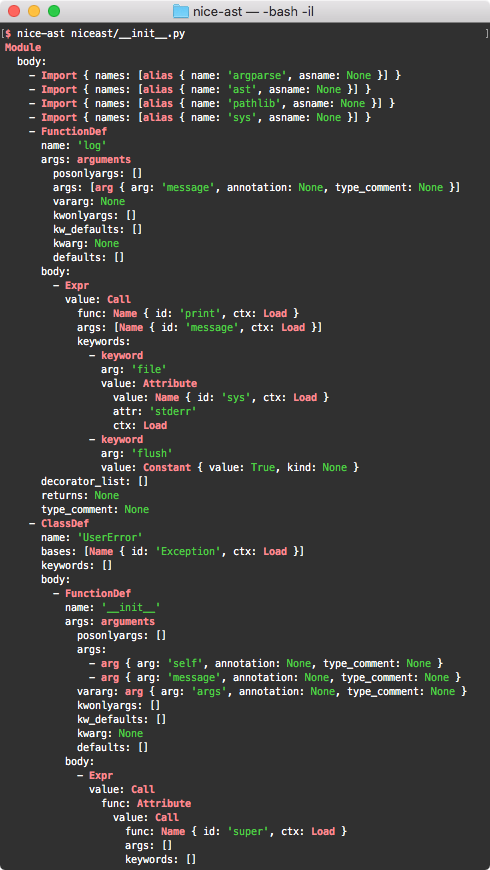 nice-ast — -bash -il
[$ nice-ast niceast/__init__.py ]
Module
  body:
    - Import { names: [alias { name: 'argparse', asname: None }] }
    - Import { names: [alias { name: 'ast', asname: None }] }
    - Import { names: [alias { name: 'pathlib', asname: None }] }
    - Import { names: [alias { name: 'sys', asname: None }] }
    - FunctionDef
      name: 'log'
      args: arguments
        posonlyargs: []
        args: [arg { arg: 'message', annotation: None, type_comment: None }]
        vararg: None
        kwonlyargs: []
        kw_defaults: []
        kwarg: None
        defaults: []
      body:
        - Expr
          value: Call
            func: Name { id: 'print', ctx: Load }
            args: [Name { id: 'message', ctx: Load }]
            keywords:
              - keyword
                arg: 'file'
                value: Attribute
                  value: Name { id: 'sys', ctx: Load }
                  attr: 'stderr'
                  ctx: Load
              - keyword
                arg: 'flush'
                value: Constant { value: True, kind: None }
      decorator_list: []
      returns: None
      type_comment: None
    - ClassDef
      name: 'UserError'
      bases: [Name { id: 'Exception', ctx: Load }]
      keywords: []
      body:
        - FunctionDef
          name: '__init__'
          args: arguments
            posonlyargs: []
            args:
              - arg { arg: 'self', annotation: None, type_comment: None }
              - arg { arg: 'message', annotation: None, type_comment: None }
            vararg: arg { arg: 'args', annotation: None, type_comment: None }
            kwonlyargs: []
            kw_defaults: []
            kwarg: None
            defaults: []
          body:
            - Expr
              value: Call
                func: Attribute
                  value: Call
                    func: Name { id: 'super', ctx: Load }
                    args: []
                    keywords: []